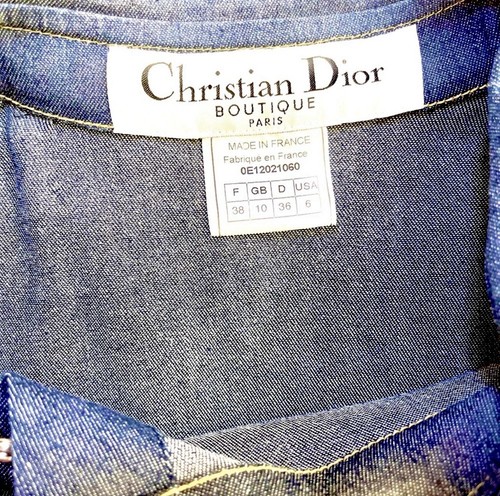 Christian Dior
BOUTIQUE
PARIS
MADE IN FRANCE
Fabriqué en France
0E12021060
F GB D USA
38 10 36 6